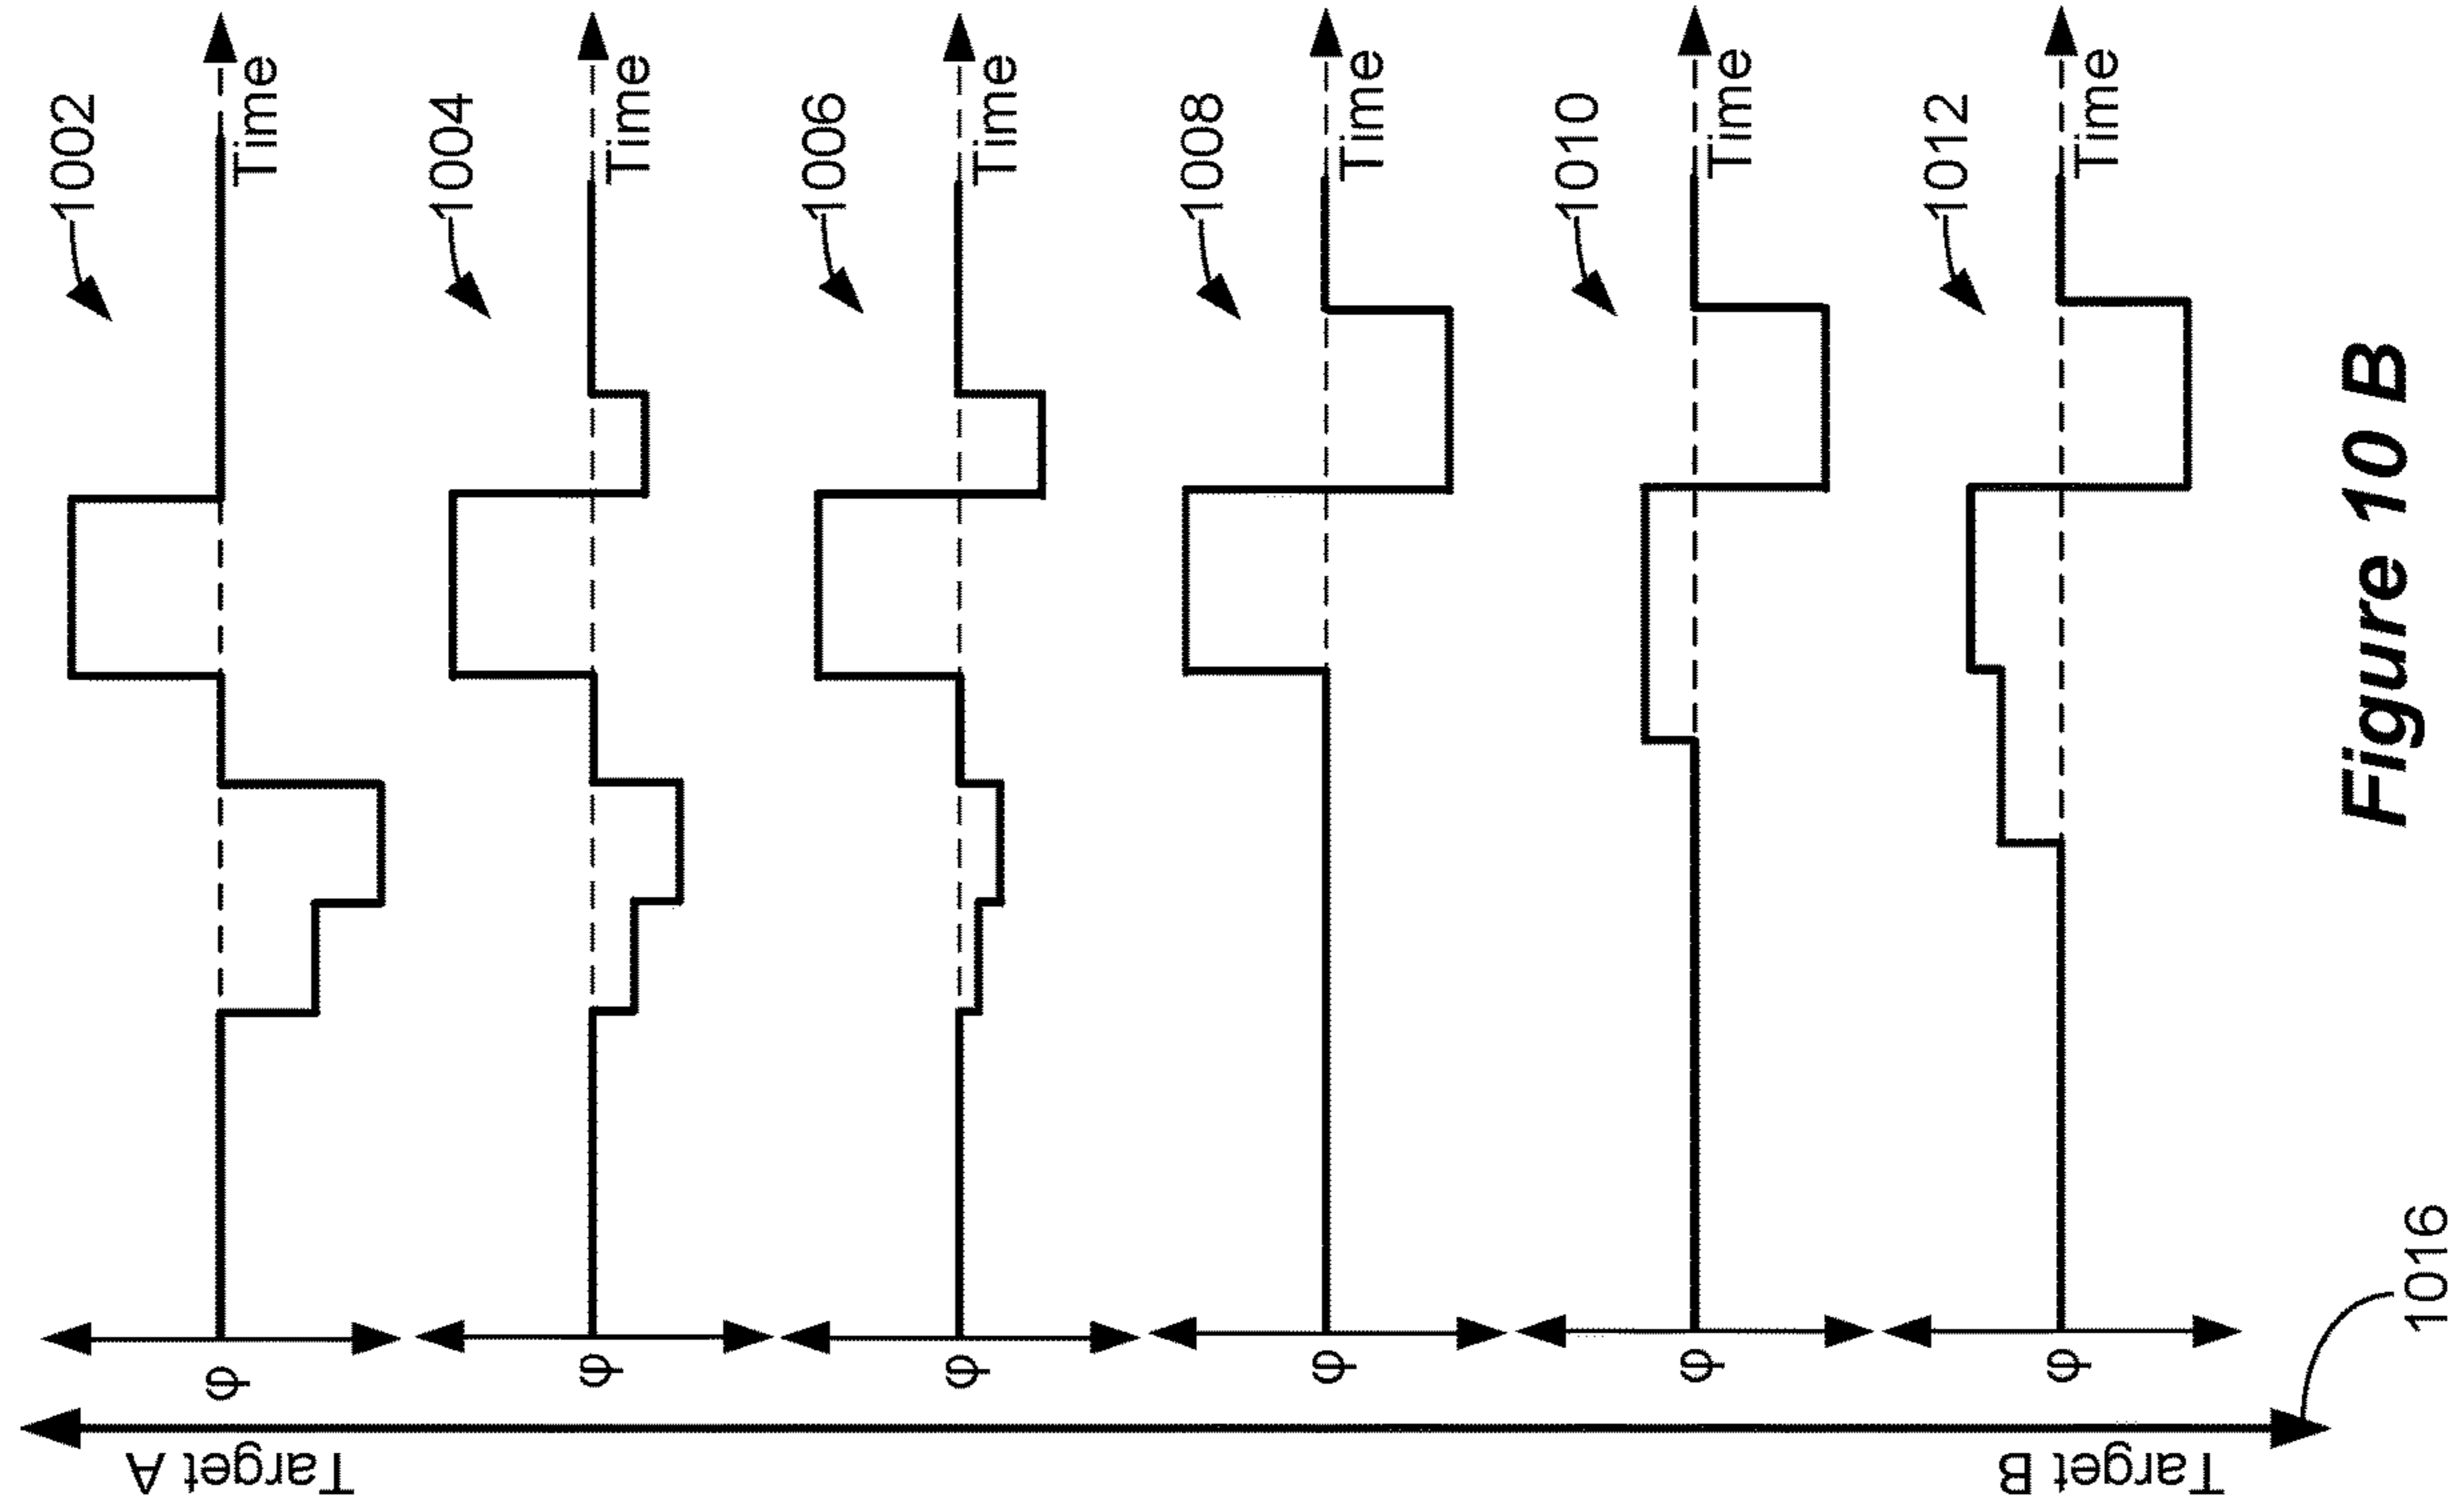 Target A
φ
Time
1002
φ
Time
1004
φ
Time
1006
φ
Time
1008
φ
Time
1010
φ
Time
1012
Target B
1016
Figure 10 B